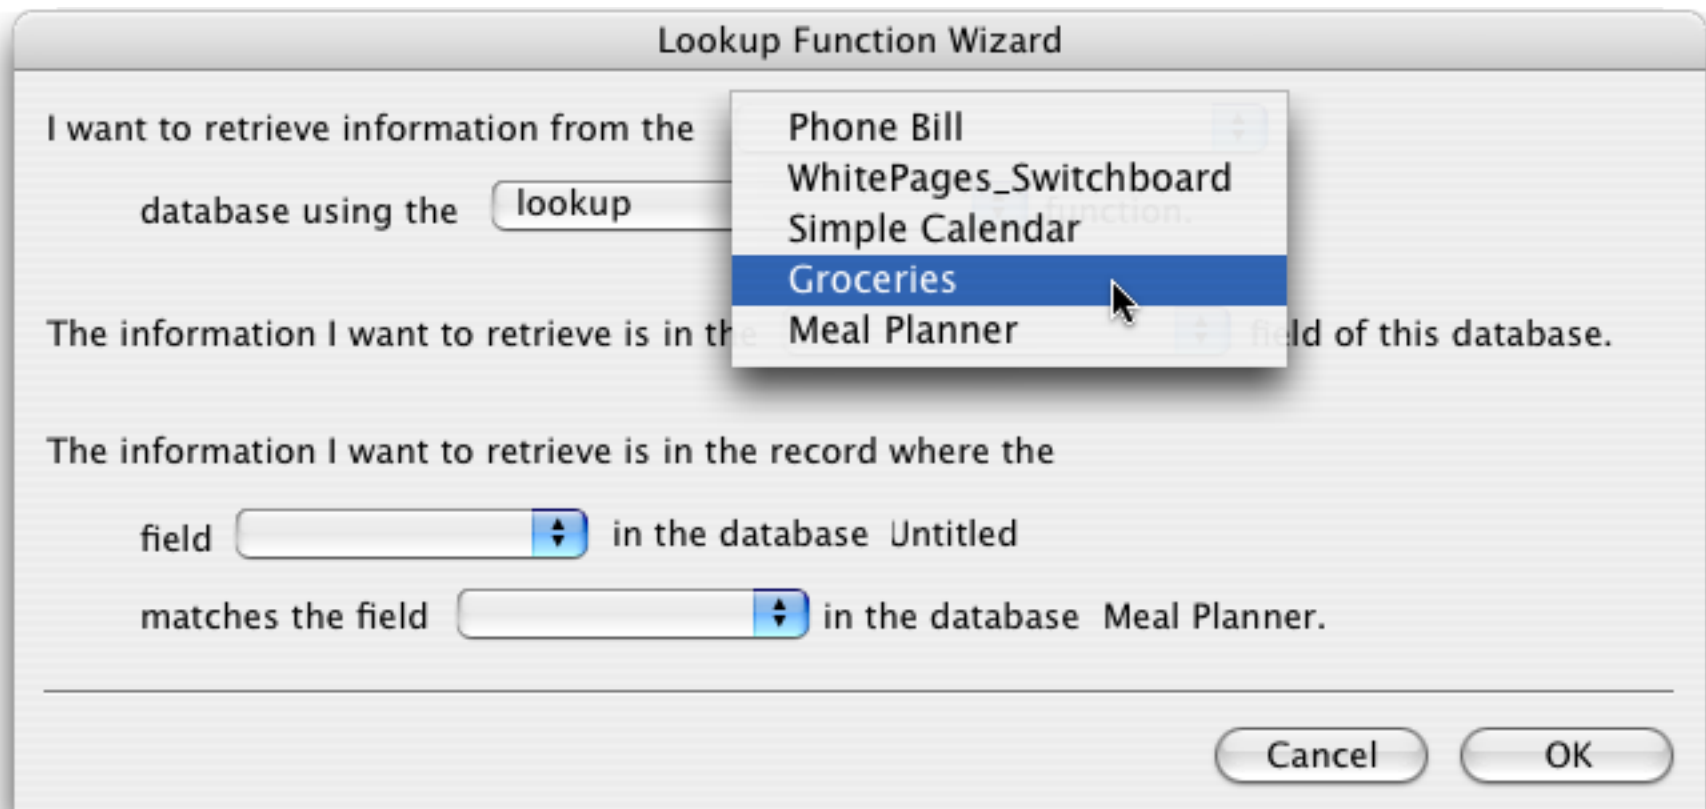 Lookup Function Wizard
I want to retrieve information from the
Phone Bill
WhitePages_Switchboard
Simple Calendar
Groceries
Meal Planner
database using the lookup function.
The information I want to retrieve is in the field of this database.
The information I want to retrieve is in the record where the
field in the database Untitled
matches the field in the database Meal Planner.
Cancel OK